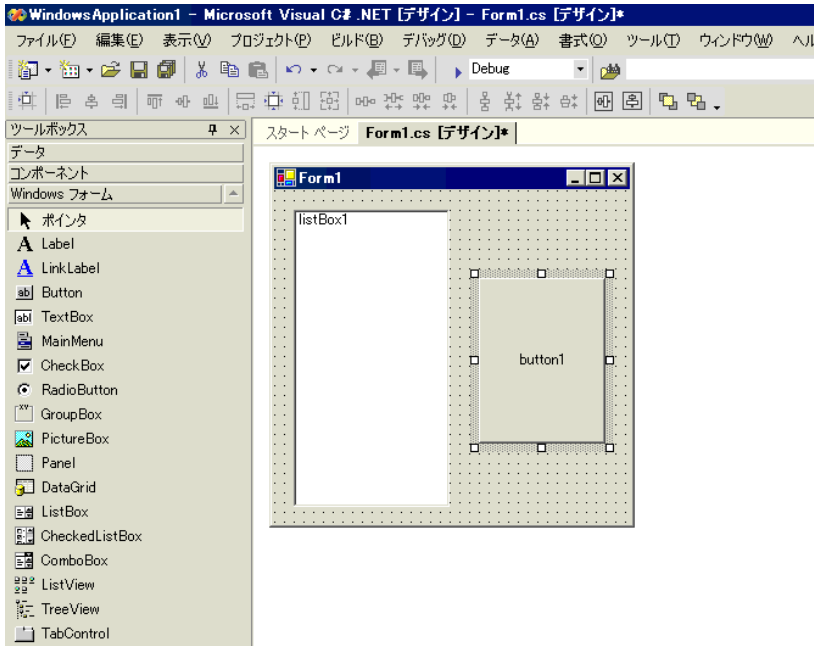 WindowsApplication1 - Microsoft Visual C# .NET [デザイン] - Form1.cs [デザイン]*
ファイル(F) 編集(E) 表示(V) プロジェクト(P) ビルド(B) デバッグ(D) データ(A) 書式(O) ツール(T) ウィンドウ(W) ヘル
Debug
ツールボックス
スタート ページ Form1.cs [デザイン]*
データ
コンポーネント
Windows フォーム
ポインタ
A Label
A LinkLabel
ab Button
abl TextBox
MainMenu
CheckBox
RadioButton
XY GroupBox
PictureBox
Panel
DataGrid
ListBox
CheckedListBox
ComboBox
ListView
TreeView
TabControl
Form1
listBox1
button1